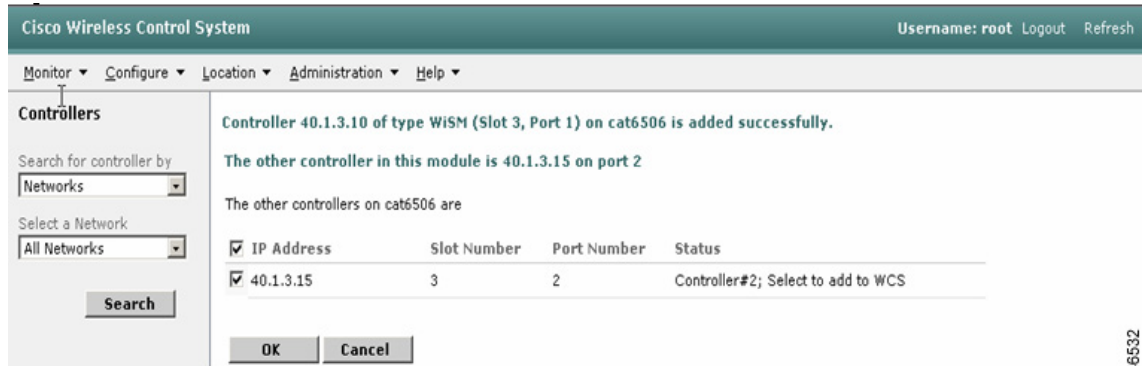 Cisco Wireless Control System
Username: root Logout Refresh
Monitor Configure Location Administration Help
Controllers
Search for controller by
Networks
Select a Network
All Networks
Search
Controller 40.1.3.10 of type WiSM (Slot 3, Port 1) on cat6506 is added successfully.
The other controller in this module is 40.1.3.15 on port 2
The other controllers on cat6506 are
IP Address Slot Number Port Number Status
40.1.3.15 3 2 Controller#2; Select to add to WCS
OK Cancel
6532